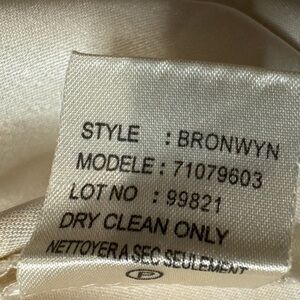 STYLE : BRONWYN
MODELE : 71079603
LOT NO : 99821
DRY CLEAN ONLY
NETTOYER A SEC SEULEMENT
P